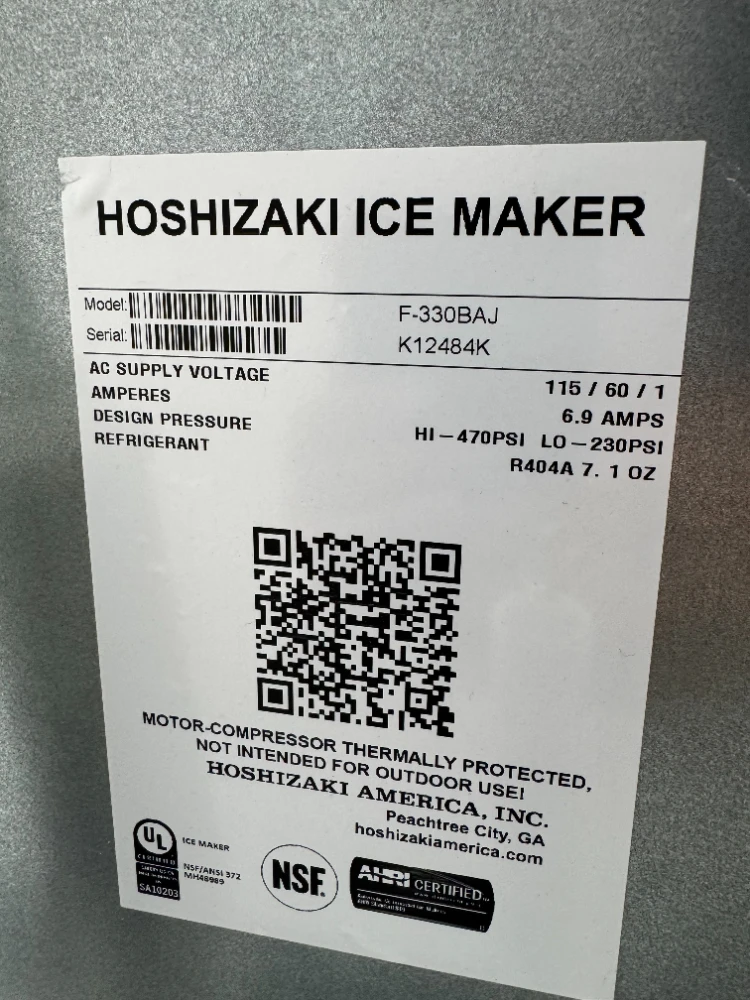 HOSHIZAKI ICE MAKER
Model: F-330BAJ
Serial: K12484K
AC SUPPLY VOLTAGE 115 / 60 / 1
AMPERES 6.9 AMPS
DESIGN PRESSURE HI-470PSI LO-230PSI
REFRIGERANT R404A 7. 1 OZ
MOTOR-COMPRESSOR THERMALLY PROTECTED,
NOT INTENDED FOR OUTDOOR USE!
HOSHIZAKI AMERICA, INC.
Peachtree City, GA
hoshizakiamerica.com
UL
CERTIFIED
SA10203
ICE MAKER
NSF/ANSI 372
MH48989
NSF.
AHRI CERTIFIED